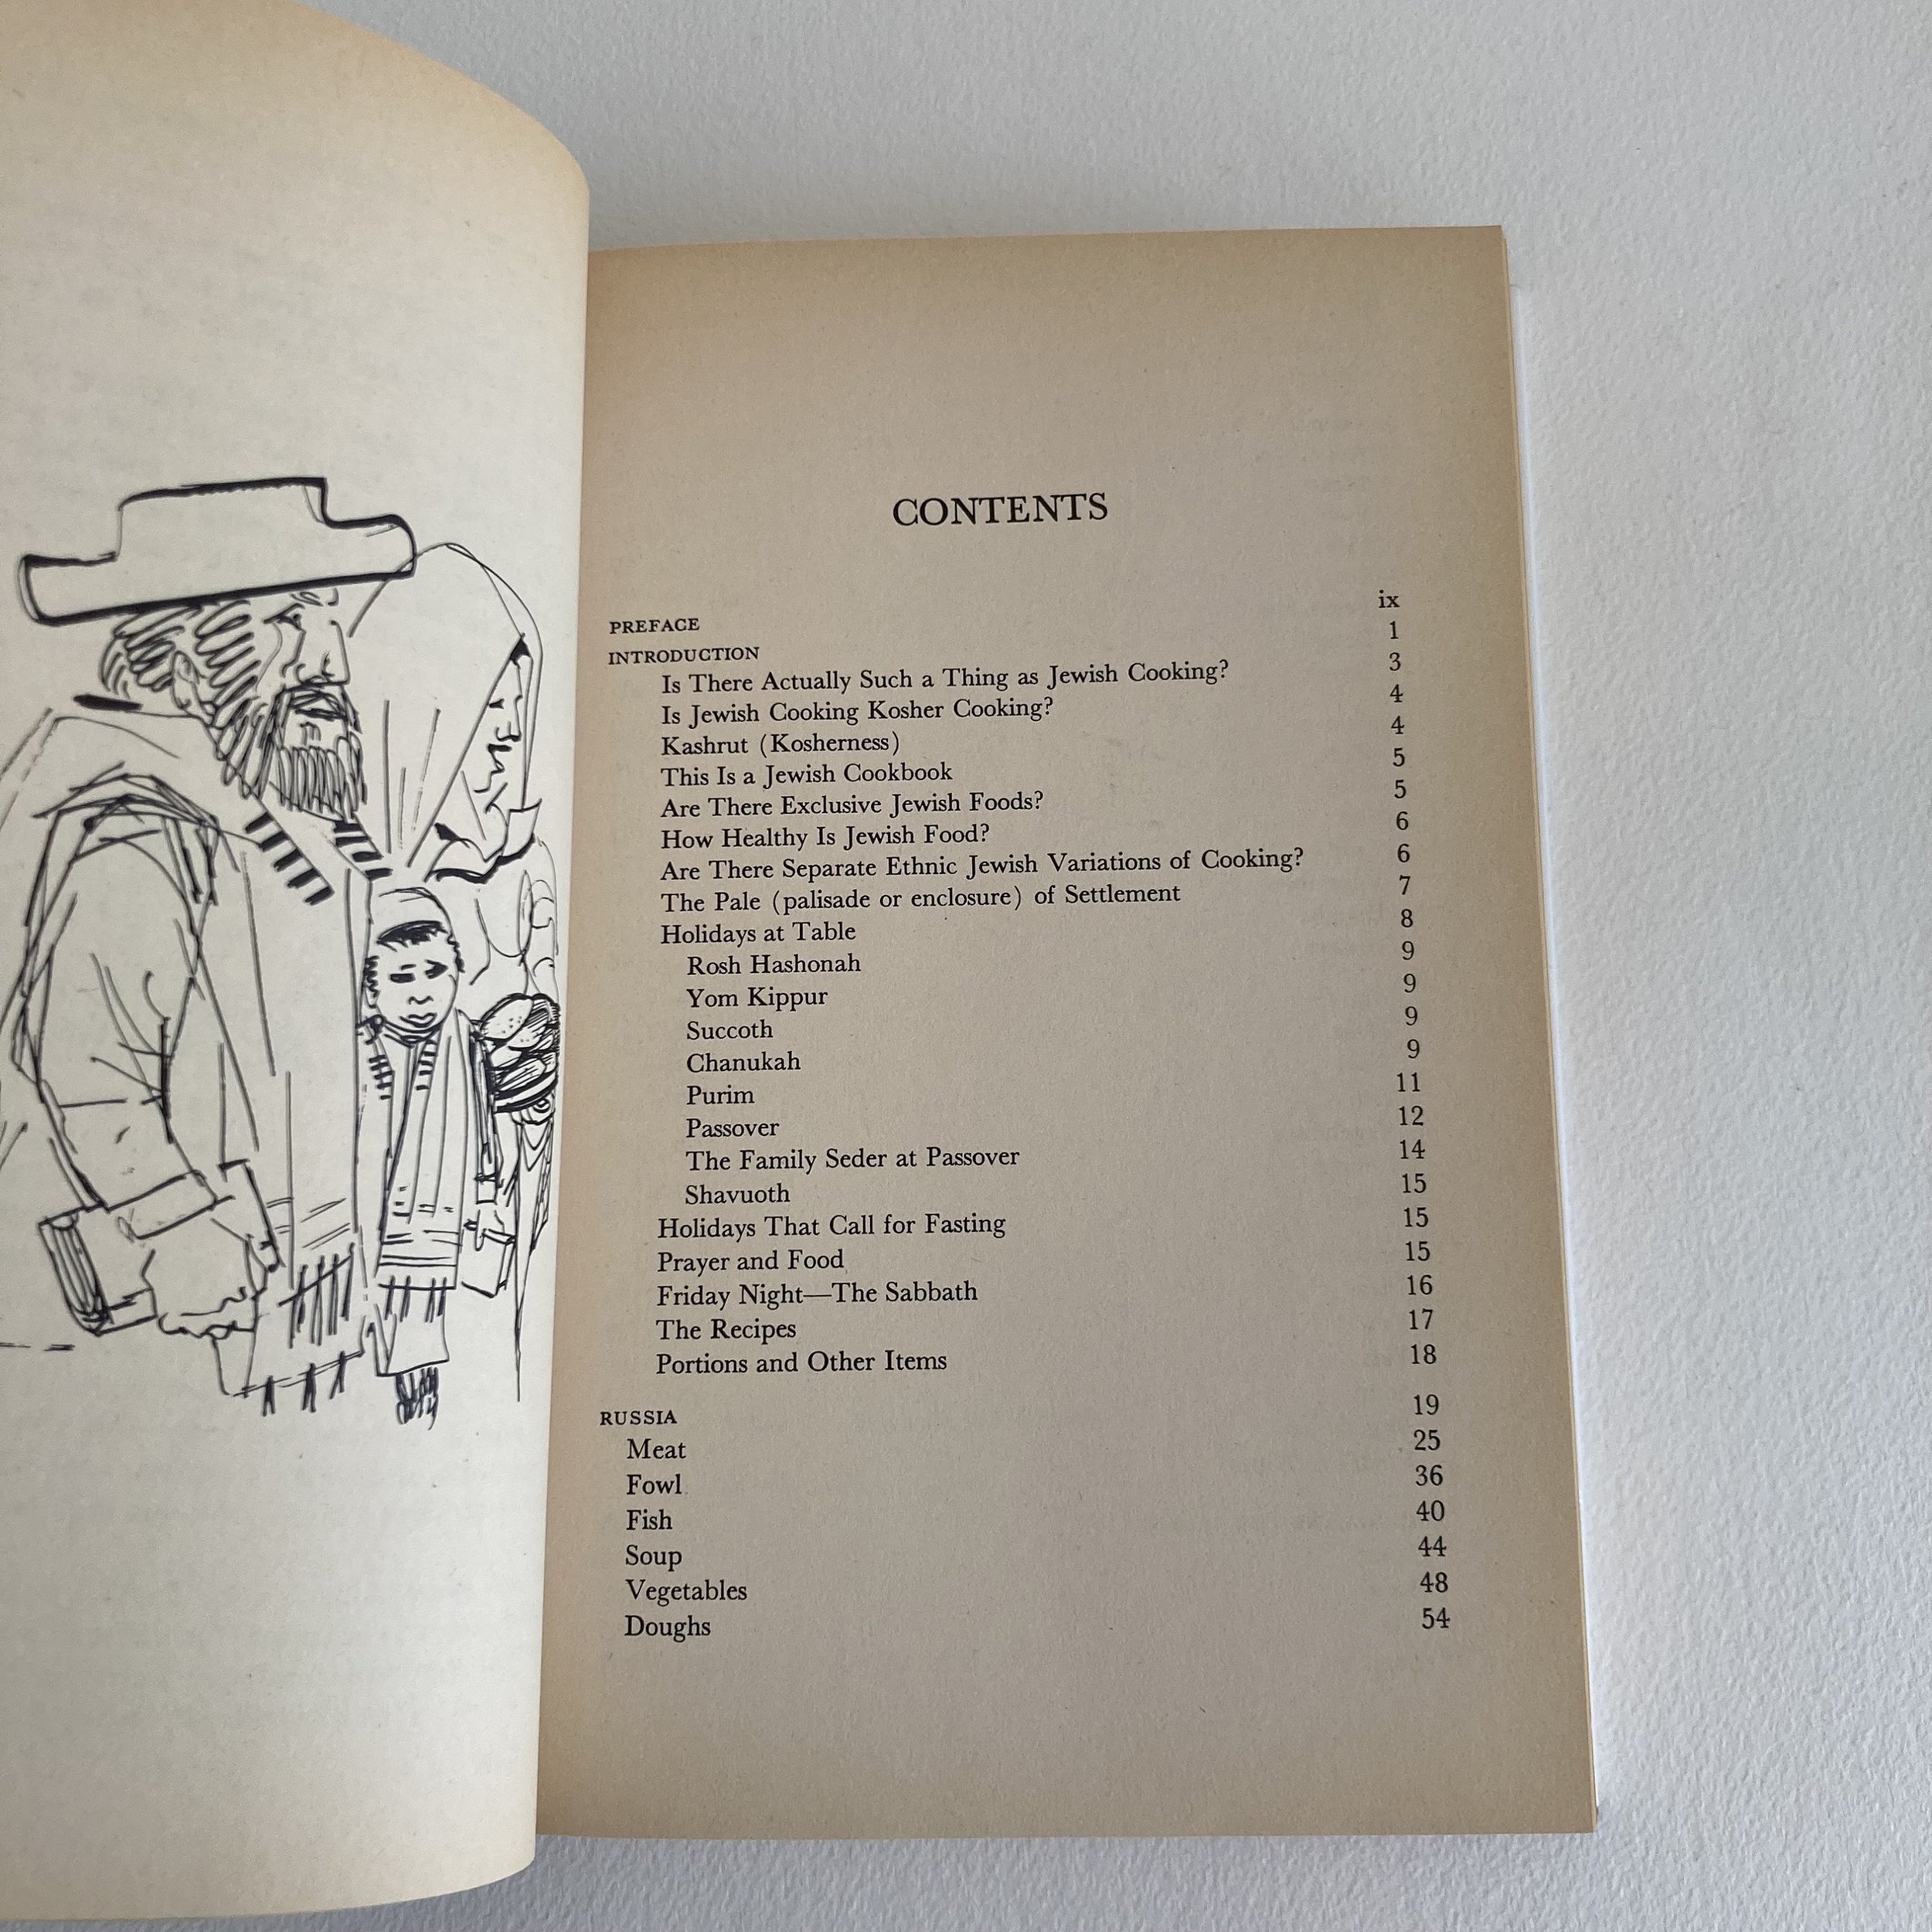 CONTENTS
PREFACE ix
INTRODUCTION 1
Is There Actually Such a Thing as Jewish Cooking? 3
Is Jewish Cooking Kosher Cooking? 4
Kashrut (Kosherness) 4
This Is a Jewish Cookbook 5
Are There Exclusive Jewish Foods? 5
How Healthy Is Jewish Food? 6
Are There Separate Ethnic Jewish Variations of Cooking? 6
The Pale (palisade or enclosure) of Settlement 7
Holidays at Table 8
Rosh Hashonah 9
Yom Kippur 9
Succoth 9
Chanukah 9
Purim 11
Passover 12
The Family Seder at Passover 14
Shavuoth 15
Holidays That Call for Fasting 15
Prayer and Food 15
Friday Night—The Sabbath 16
The Recipes 17
Portions and Other Items 18
RUSSIA 19
Meat 25
Fowl 36
Fish 40
Soup 44
Vegetables 48
Doughs 54